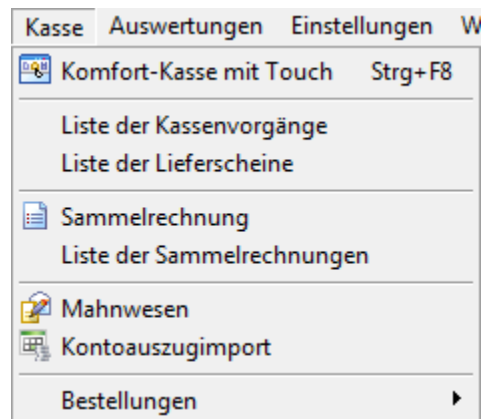 Kasse Auswertungen Einstellungen W
Komfort-Kasse mit Touch Strg+F8
Liste der Kassenvorgänge
Liste der Lieferscheine
Sammelrechnung
Liste der Sammelrechnungen
Mahnwesen
Kontoauszugimport
Bestellungen